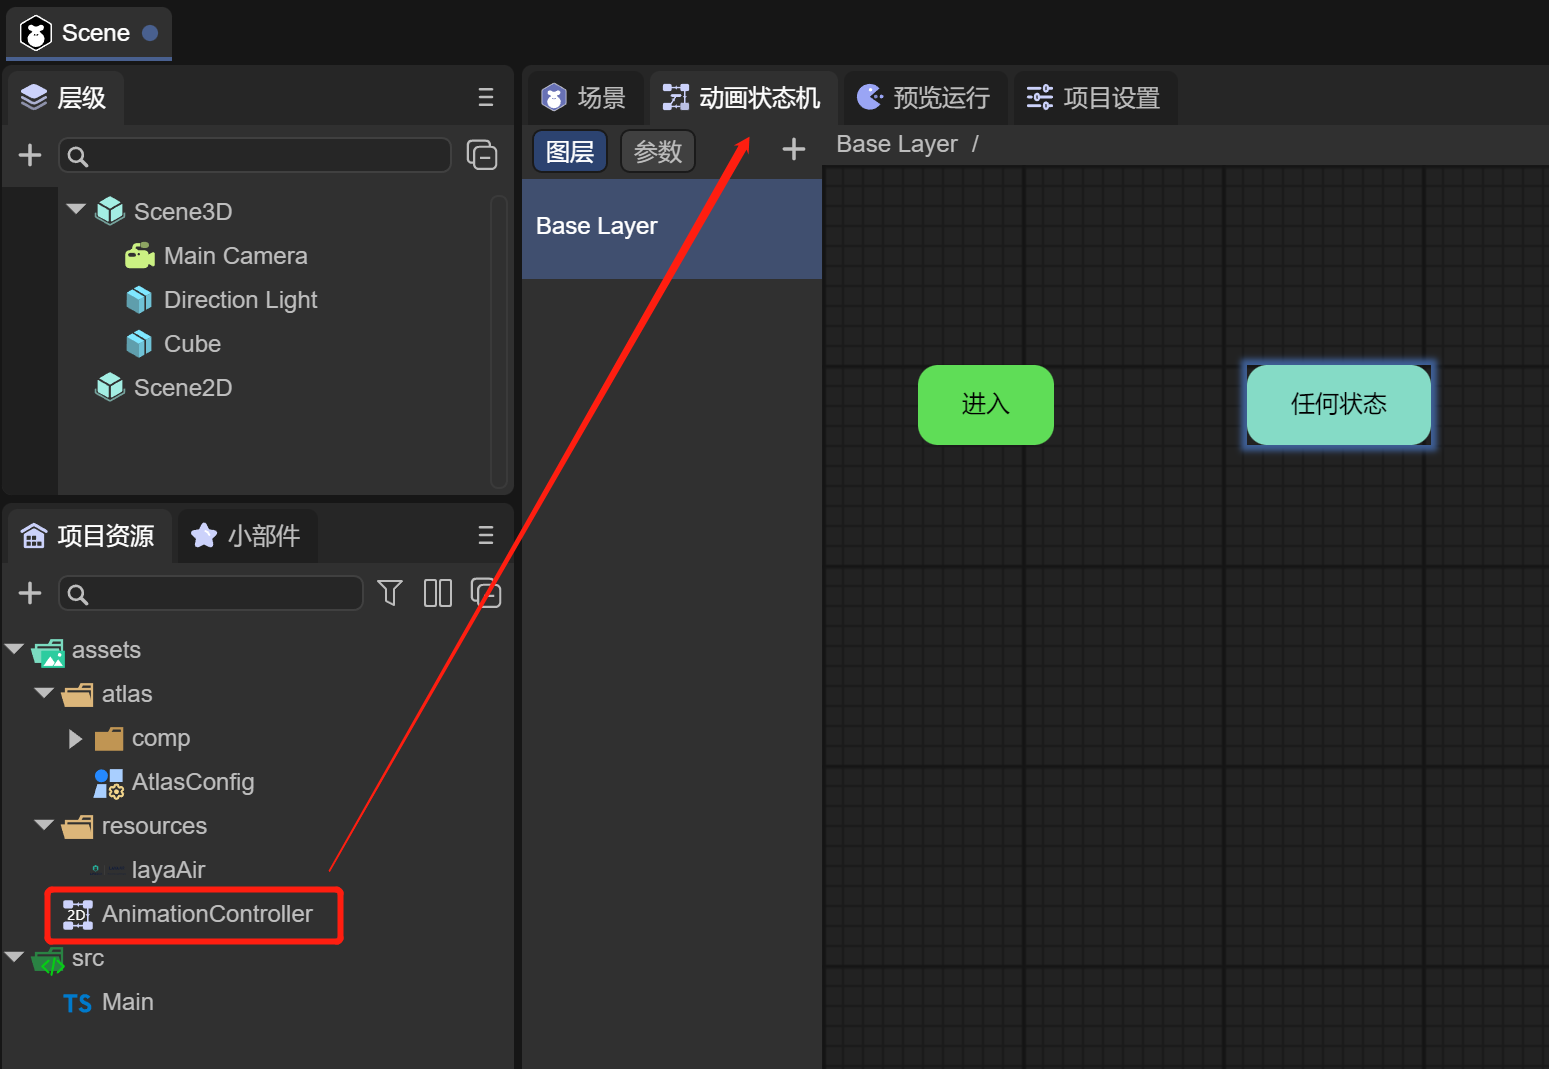 Scene
层级
Scene3D
Main Camera
Direction Light
Cube
Scene2D
项目资源 小部件
assets
atlas
comp
AtlasConfig
resources
layaAir
2D AnimationController
src
TS Main
场景 动画状态机 预览运行 项目设置
图层 参数
Base Layer /
Base Layer
进入
任何状态